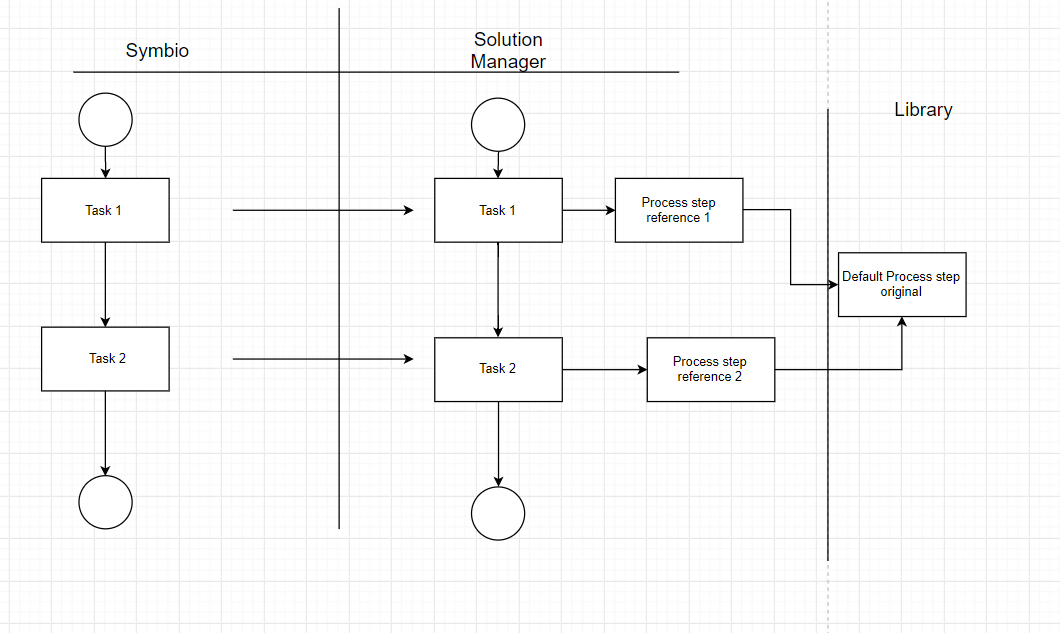 Symbio
Solution
Manager
Library
Task 1
Task 1
Process step
reference 1
Default Process step
original
Task 2
Task 2
Process step
reference 2